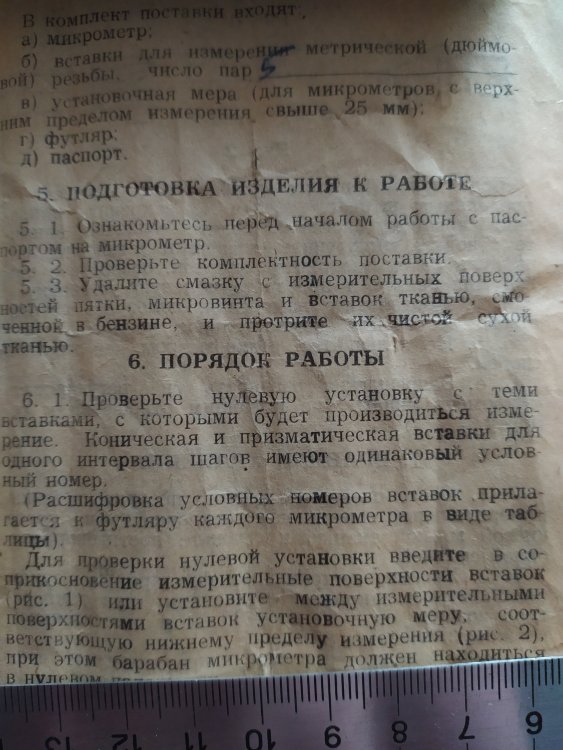 В комплект поставки входят:
а) микрометр;
б) вставки для измерения метрической (дюймо-
вой) резьбы, число пар 5
в) установочная мера (для микрометров с верх-
ним пределом измерения свыше 25 мм);
г) футляр;
д) паспорт.
5. ПОДГОТОВКА ИЗДЕЛИЯ К РАБОТЕ
5. 1. Ознакомьтесь перед началом работы с пас-
портом на микрометр.
5. 2. Проверьте комплектность поставки.
5. 3. Удалите смазку с измерительных поверх-
ностей пятки, микровинта и вставок тканью, смо-
ченной в бензине, и протрите их чистой сухой
тканью.
6. ПОРЯДОК РАБОТЫ
6. 1. Проверьте нулевую установку с теми
вставками, с которыми будет производиться изме-
рение. Коническая и призматическая вставки для
одного интервала шагов имеют одинаковый услов-
ный номер.
(Расшифровка условных номеров вставок прила-
гается к футляру каждого микрометра в виде таб-
лицы).
Для проверки нулевой установки введите в со-
прикосновение измерительные поверхности вставок
(рис. 1) или установите между измерительными
поверхностями вставок установочную меру, соот-
ветствующую нижнему пределу измерения (рис. 2),
при этом барабан микрометра должен находиться
в нулевом
13 12 11 10 9 8 7 6